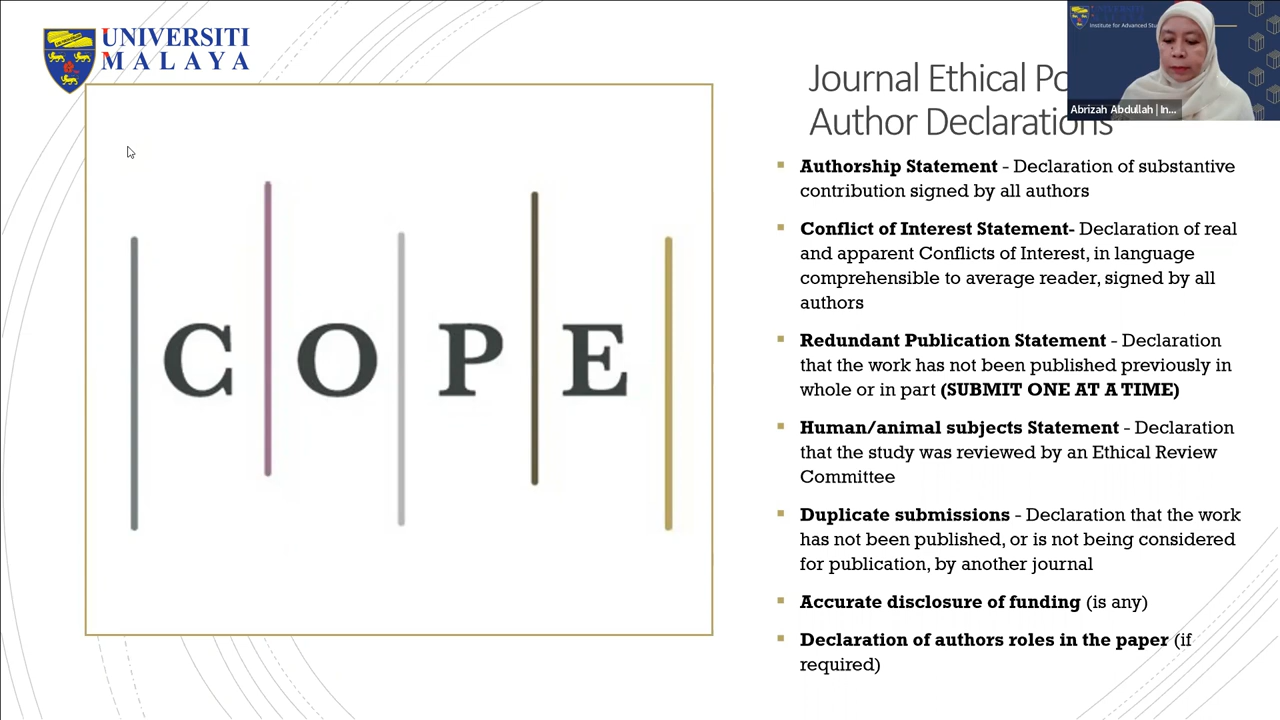 UNIVERSITI
MALAYA
Institute for Advanced
Abrizah Abdullah | In...
Journal Ethical
Author Declarations
C O P E
Authorship Statement - Declaration of substantive
contribution signed by all authors
Conflict of Interest Statement- Declaration of real
and apparent Conflicts of Interest, in language
comprehensible to average reader, signed by all
authors
Redundant Publication Statement - Declaration
that the work has not been published previously in
whole or in part (SUBMIT ONE AT A TIME)
Human/animal subjects Statement - Declaration
that the study was reviewed by an Ethical Review
Committee
Duplicate submissions - Declaration that the work
has not been published, or is not being considered
for publication, by another journal
Accurate disclosure of funding (is any)
Declaration of authors roles in the paper (if
required)